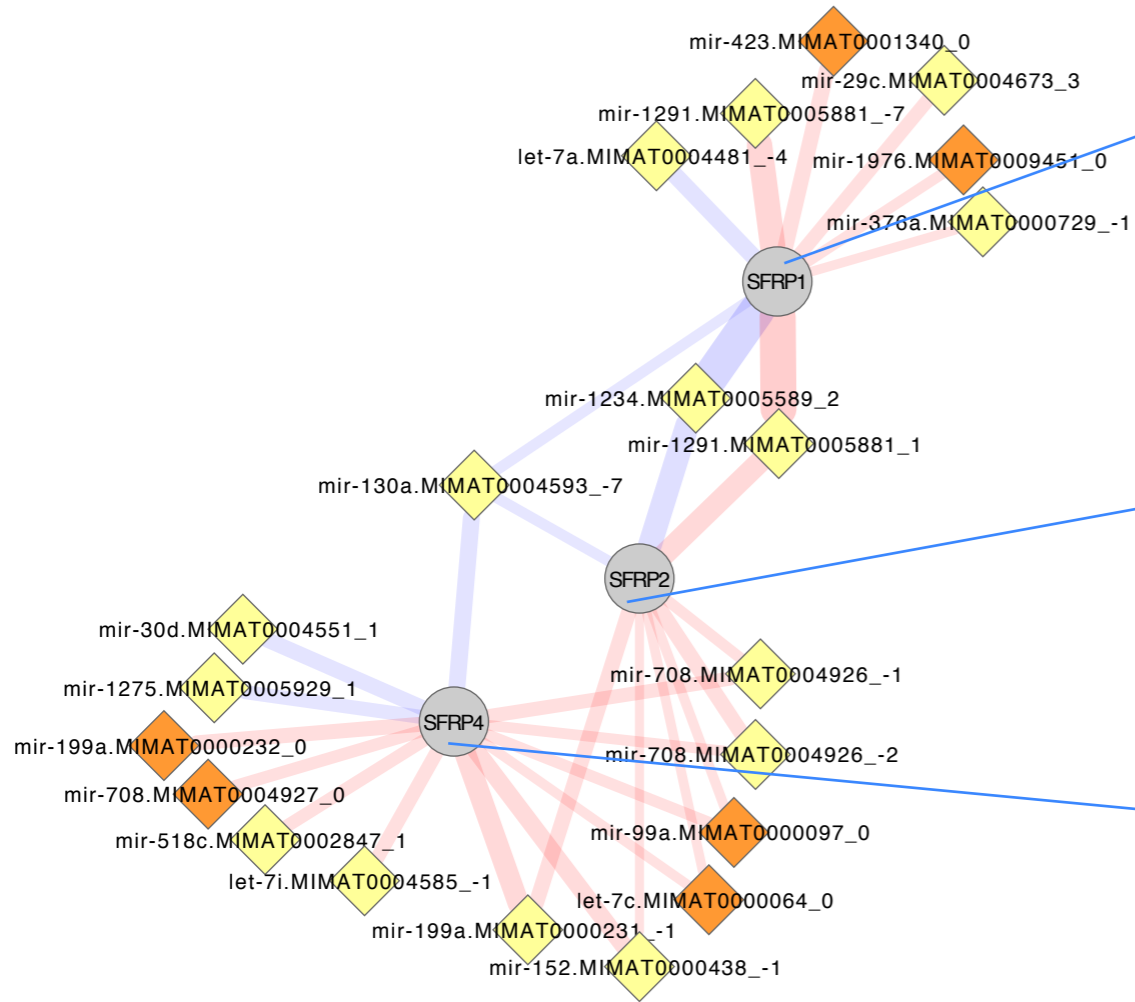 mir-423.MIMAT0001340_0
mir-29c.MIMAT0004673_3
mir-1291.MIMAT0005881_-7
let-7a.MIMAT0004481_-4
mir-1976.MIMAT0009451_0
mir-376a.MIMAT0000729_-1
SFRP1
mir-1234.MIMAT0005589_2
mir-1291.MIMAT0005881_1
mir-130a.MIMAT0004593_-7
SFRP2
mir-30d.MIMAT0004551_1
mir-708.MIMAT0004926_-1
mir-1275.MIMAT0005929_1
SFRP4
mir-199a.MIMAT0000232_0
mir-708.MIMAT0004926_-2
mir-708.MIMAT0004927_0
mir-99a.MIMAT0000097_0
mir-518c.MIMAT0002847_1
let-7i.MIMAT0004585_-1
let-7c.MIMAT0000064_0
mir-199a.MIMAT0000231_-1
mir-152.MIMAT0000438_-1